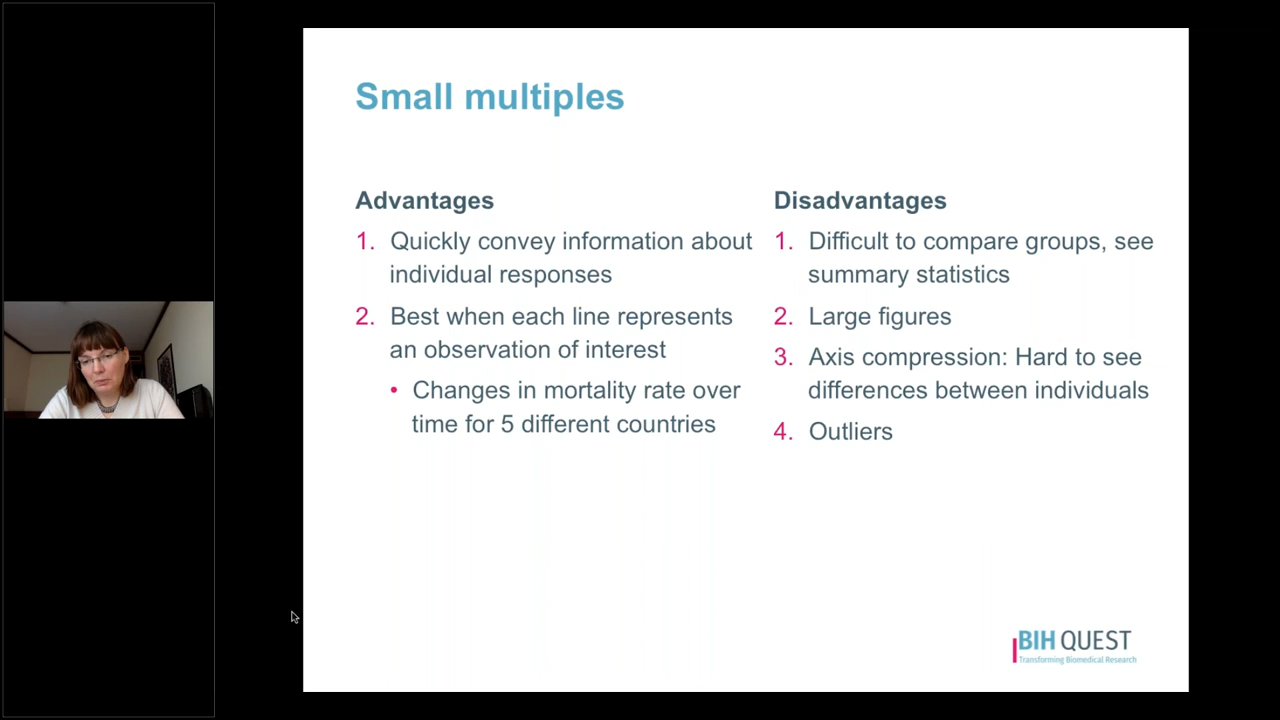 Small multiples
Advantages
1. Quickly convey information about
individual responses
2. Best when each line represents
an observation of interest
• Changes in mortality rate over
time for 5 different countries
Disadvantages
1. Difficult to compare groups, see
summary statistics
2. Large figures
3. Axis compression: Hard to see
differences between individuals
4. Outliers
BIH QUEST
Transforming Biomedical Research